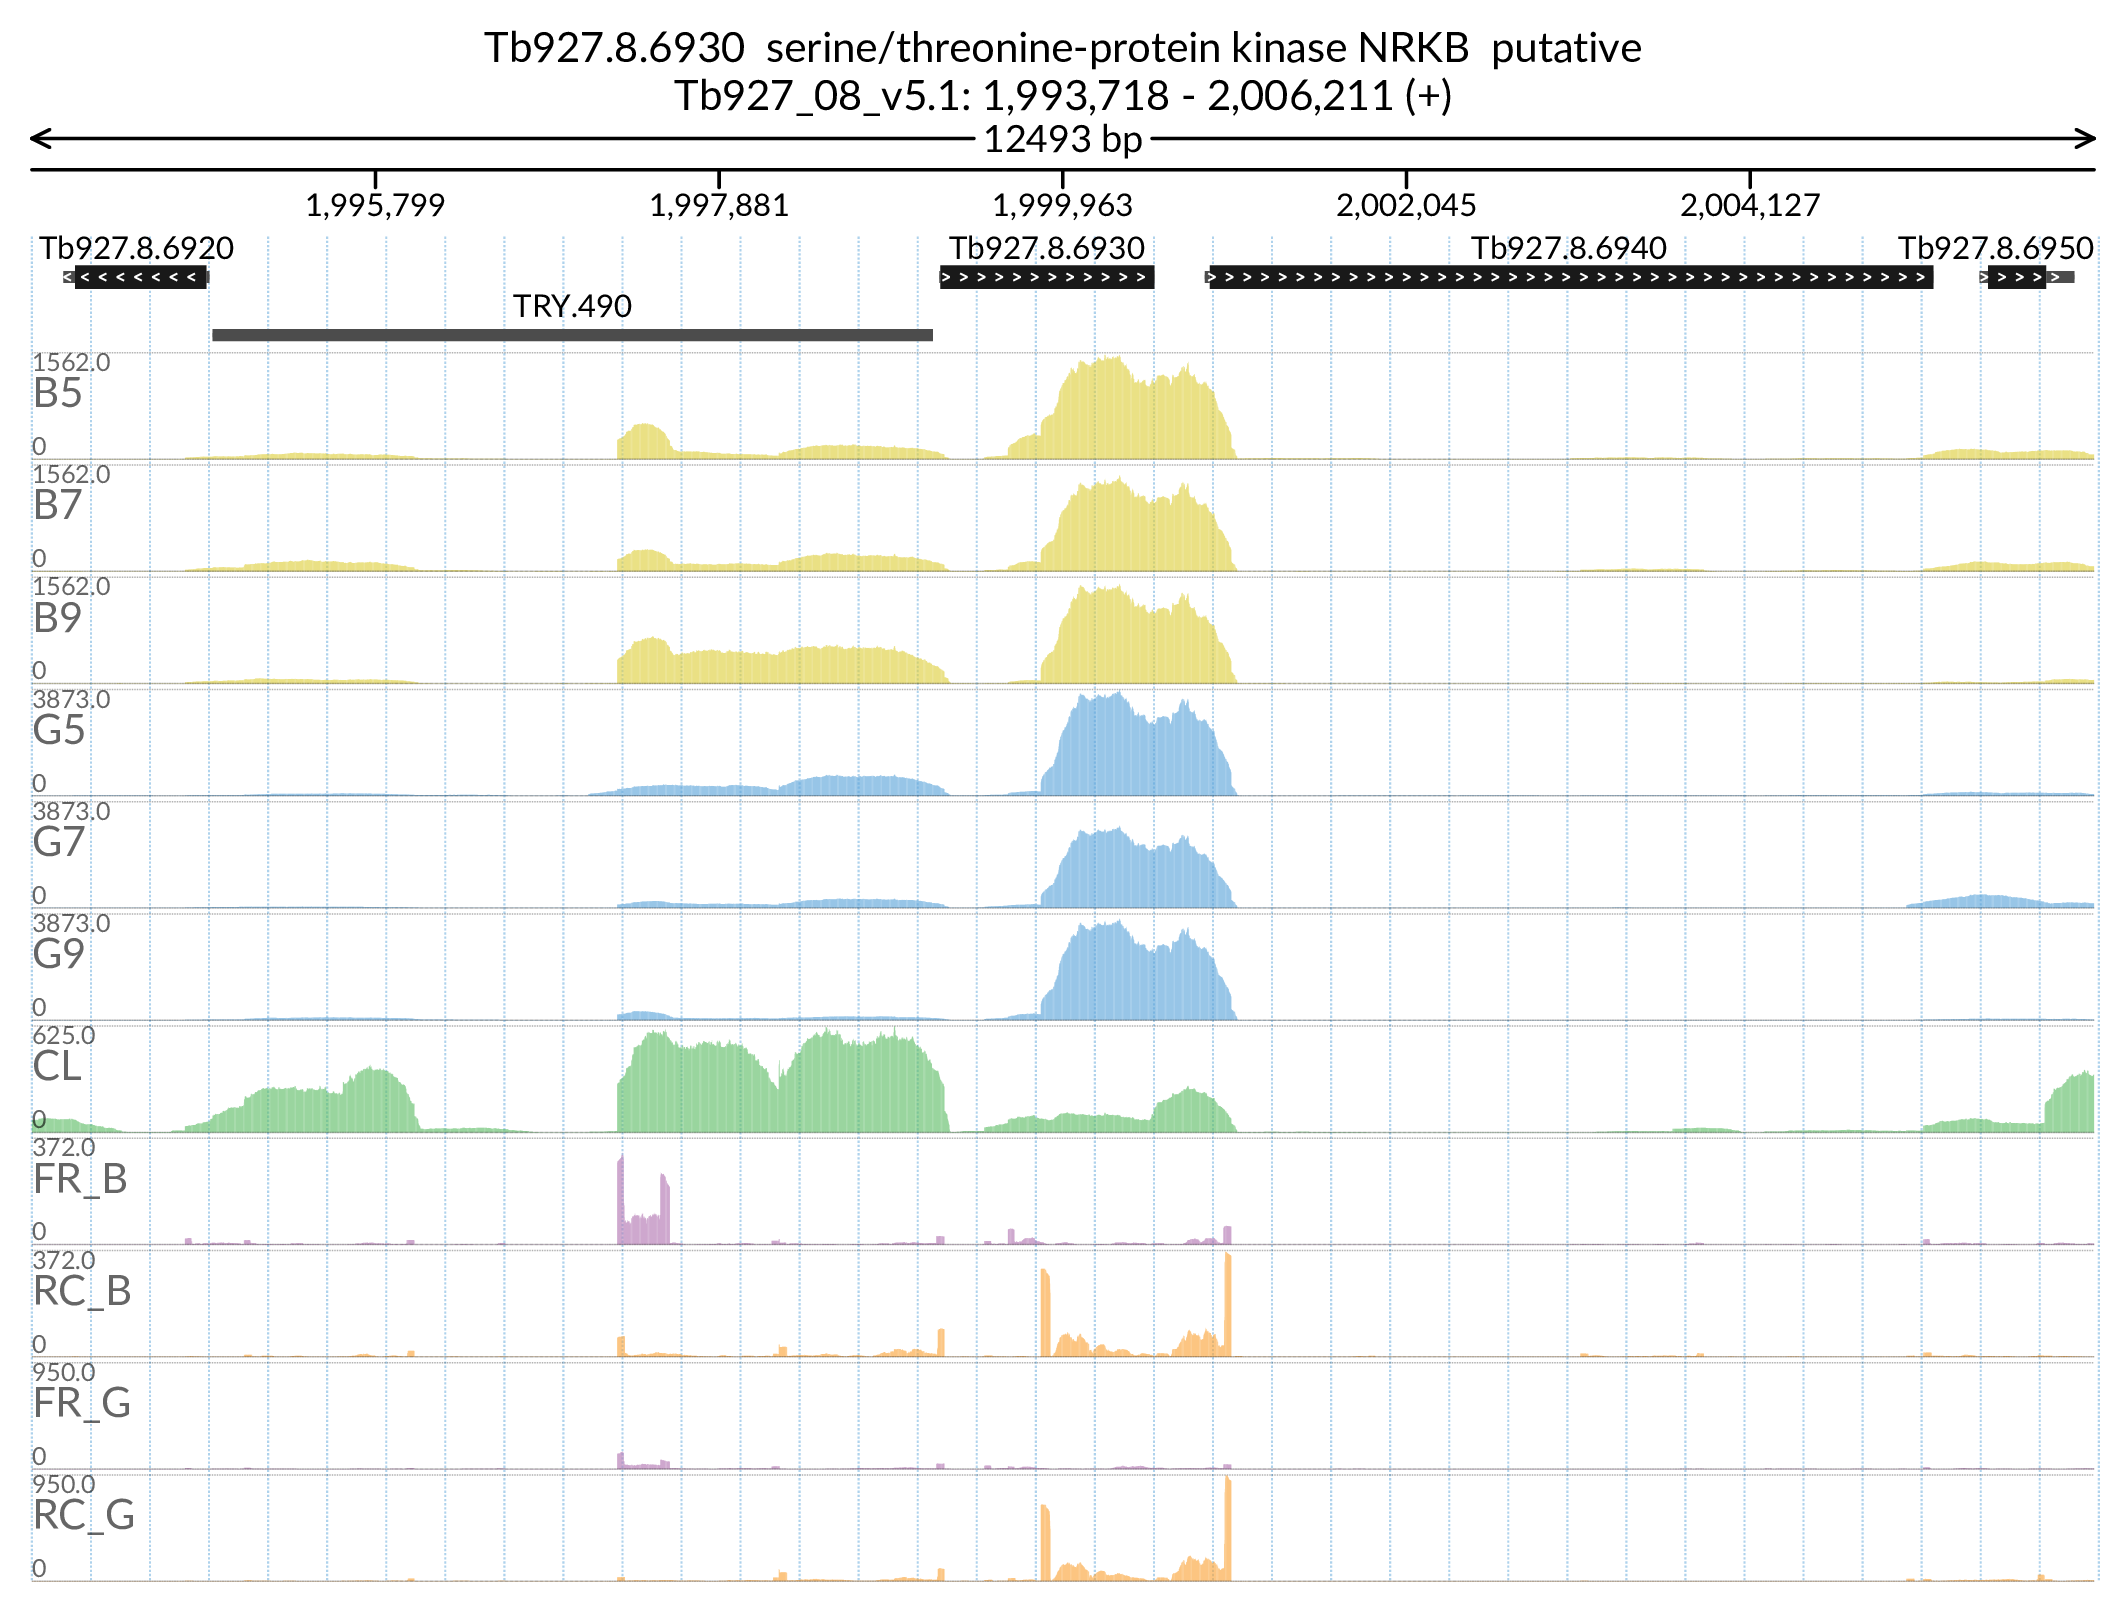 Tb927.8.6930  serine/threonine-protein kinase NRKB  putative
Tb927_08_v5.1: 1,993,718 - 2,006,211 (+)
12493 bp
1,995,799 1,997,881 1,999,963 2,002,045 2,004,127
Tb927.8.6920 Tb927.8.6930 Tb927.8.6940 Tb927.8.6950
TRY.490
1562.0
B5
0
1562.0
B7
0
1562.0
B9
0
3873.0
G5
0
3873.0
G7
0
3873.0
G9
0
625.0
CL
0
372.0
FR_B
0
372.0
RC_B
0
950.0
FR_G
0
950.0
RC_G
0